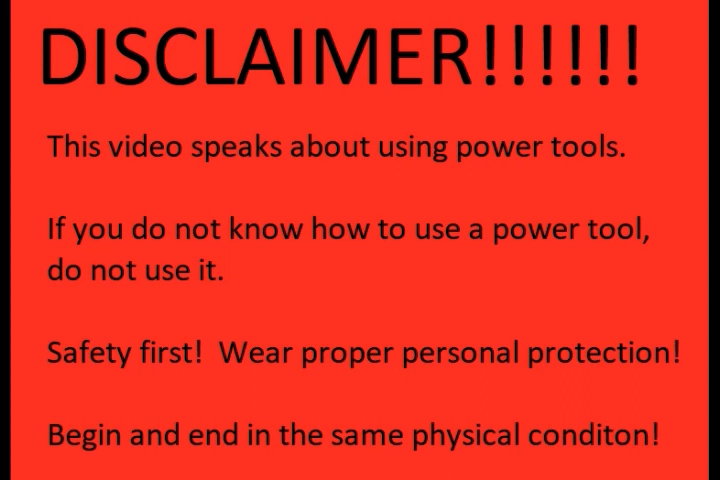 DISCLAIMER!!!!!!
This video speaks about using power tools.
If you do not know how to use a power tool,
do not use it.
Safety first!  Wear proper personal protection!
Begin and end in the same physical conditon!